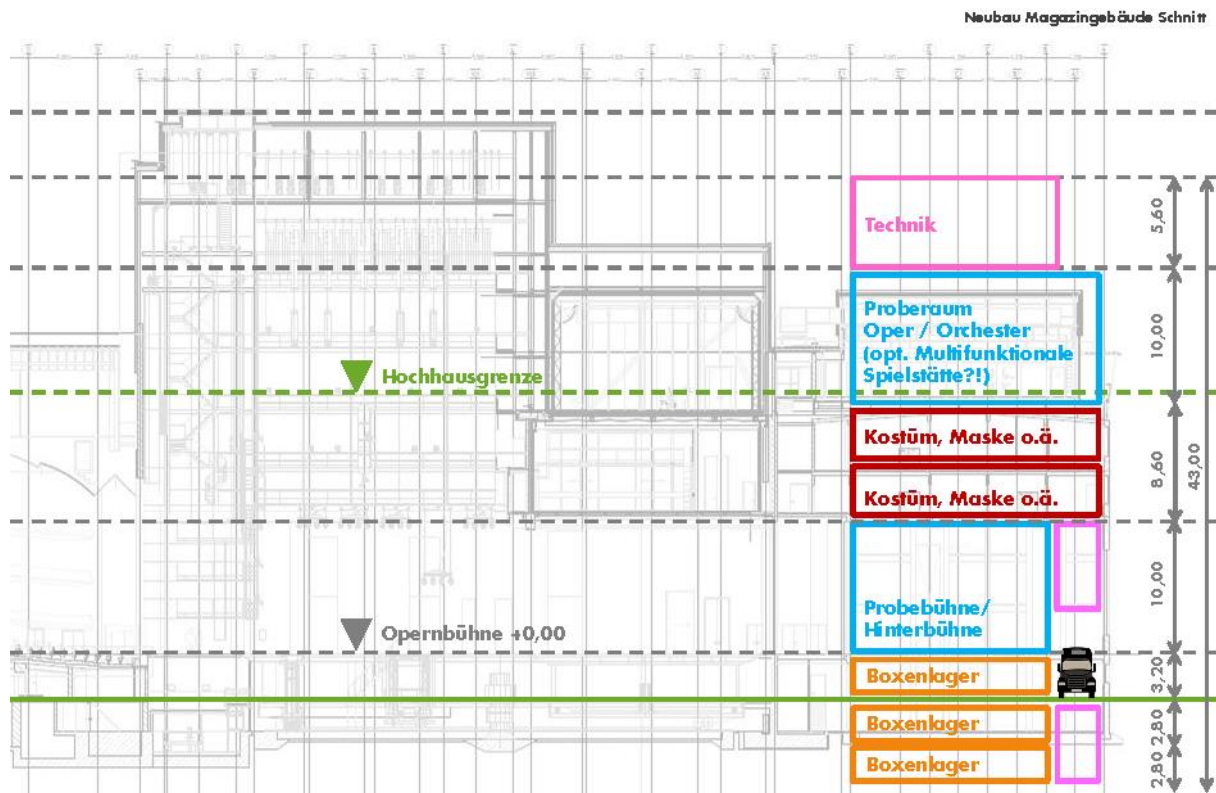 Neubau Magazingebäude Schnitt
Technik
5,60
Proberaum
Oper / Orchester
(opt. Multifunktionale
Spielstätte?!)
10,00
Hochhausgrenze
Kostüm, Maske o.ä.
8,60
43,00
Kostüm, Maske o.ä.
10,00
Probebühne/
Hinterbühne
Opernbühne +0,00
Boxenlager
3,20
Boxenlager
2,80
Boxenlager
2,80